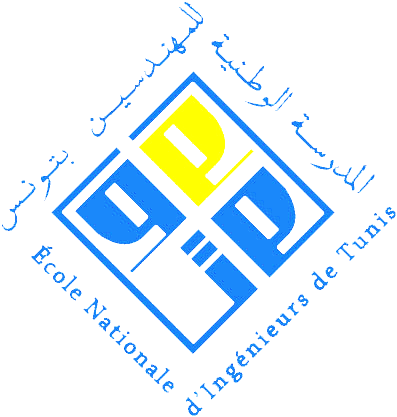 المدرسة الوطنية للمهندسين
بتونس
École Nationale
d'Ingénieurs de Tunis